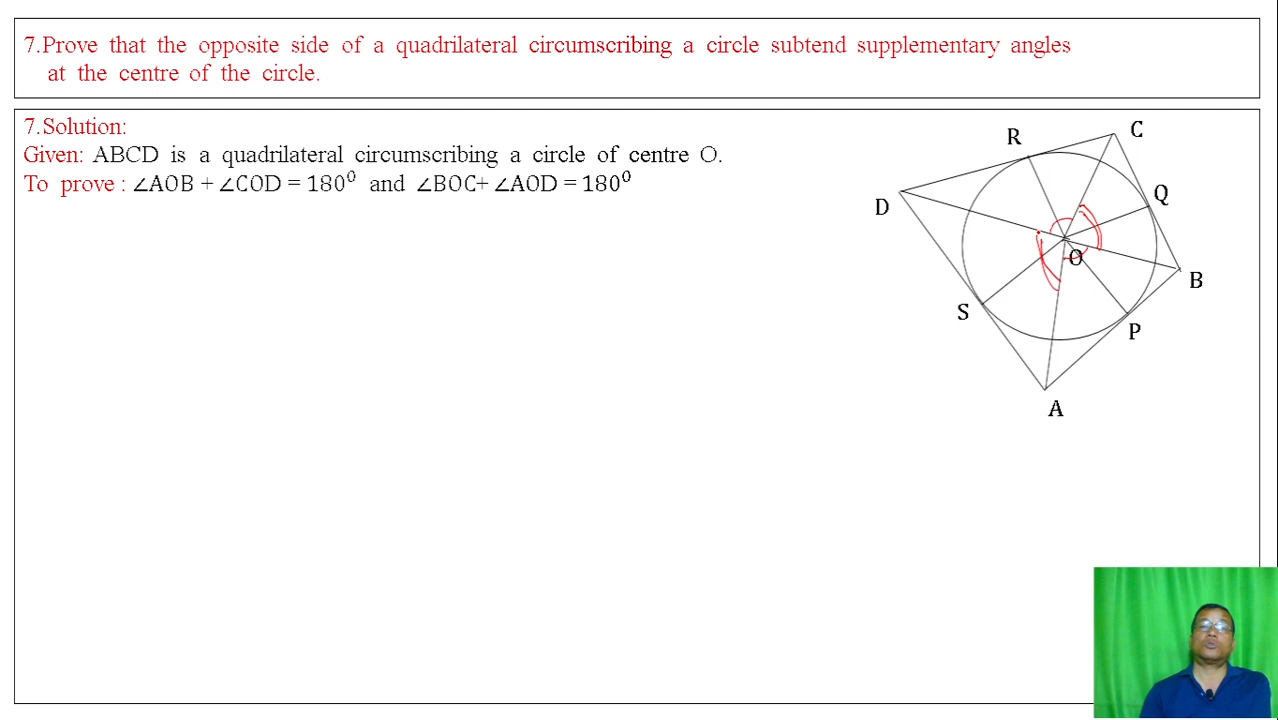 7.Prove that the opposite side of a quadrilateral circumscribing a circle subtend supplementary angles
at the centre of the circle.
7.Solution:
Given: ABCD is a quadrilateral circumscribing a circle of centre O.
To prove : ∠AOB + ∠COD = 180⁰ and ∠BOC+ ∠AOD = 180⁰
C
R
Q
D
O
B
S
P
A